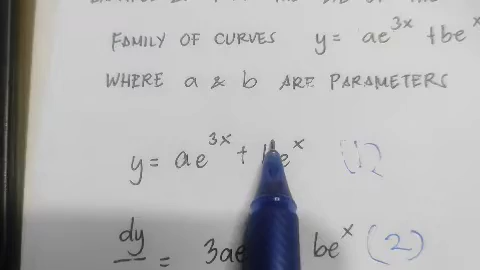 FAMILY OF CURVES y = ae^3x + be^x
WHERE a & b ARE PARAMETERS
y = ae^3x + be^x (1)
dy = 3ae be^x (2)